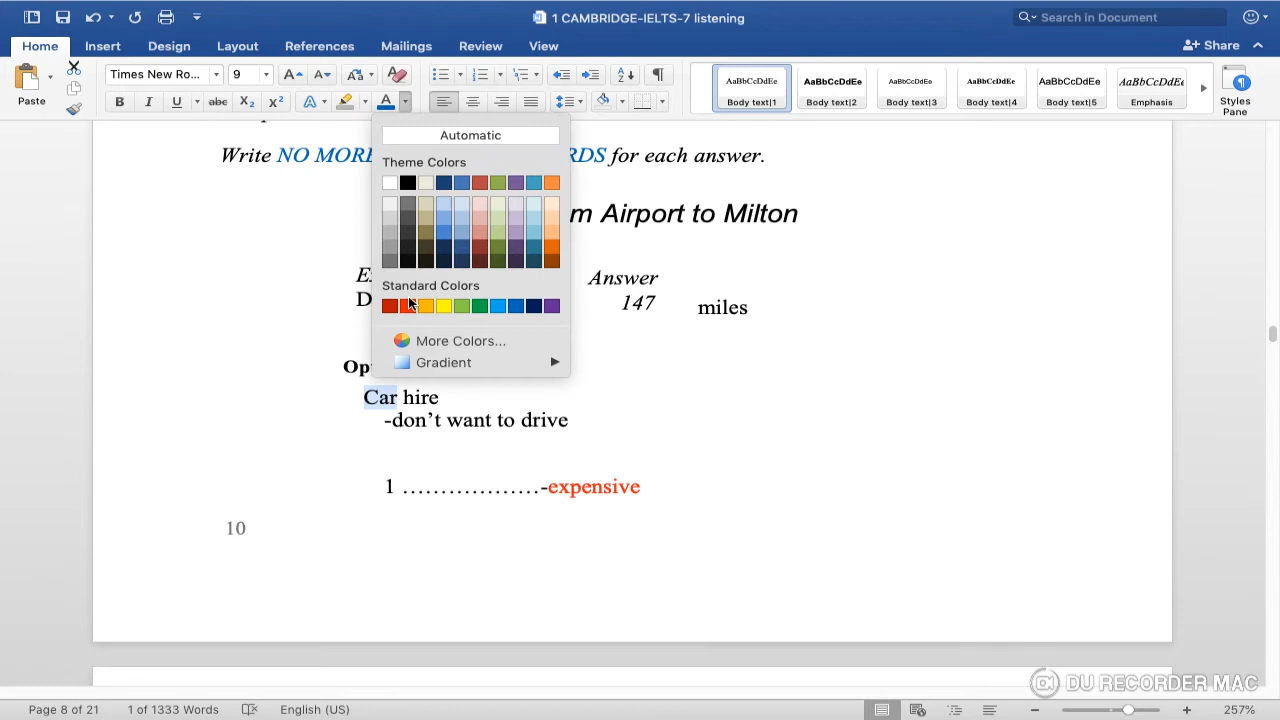 1 CAMBRIDGE-IELTS-7 listening
Search in Document
Home Insert Design Layout References Mailings Review View
Share
Times New Ro... 9
Paste
B I U abc X2 X2
AaBbCcDdEe AaBbCcDdEe AaBbCcDdEe AaBbCcDdEe AaBbCcDdEe AaBbCcDdEe
Body text|1 Body text|2 Body text|3 Body text|4 Body text|5 Emphasis
Styles
Pane
Automatic
Theme Colors
Standard Colors
More Colors...
Gradient
Write NO MORE RDS for each answer.
m Airport to Milton
Answer
147 miles
Car hire
-don't want to drive
1 ………………-expensive
10
DU RECORDER MAC
Page 8 of 21 1 of 1333 Words English (US) 257%